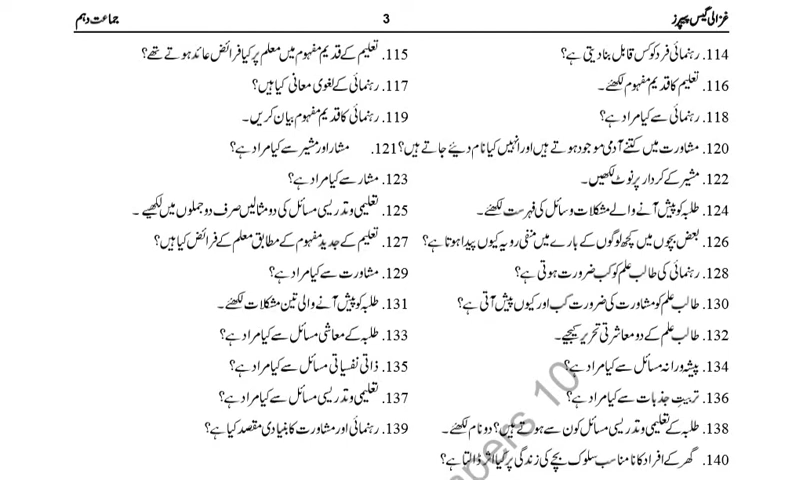 غزالی گیس پیپرز 3 جماعت دہم
114. رہنمائی فرد کو کس قابل بنا دیتی ہے؟ 115. تعلیم کے قدیم مفہوم میں معلم پر کیا فرائض عائد ہوتے تھے؟
116. تعلیم کا قدیم مفہوم لکھئے۔ 117. رہنمائی کے لغوی معانی کیا ہیں؟
118. رہنمائی سے کیا مراد ہے؟ 119. رہنمائی کا قدیم مفہوم بیان کریں۔
120. مشاورت میں کتنے آدمی موجود ہوتے ہیں اور انہیں کیا نام دیئے جاتے ہیں؟ 121. مشار اور مشیر سے کیا مراد ہے؟
122. مشیر کے کردار پر نوٹ لکھیں۔ 123. مشار سے کیا مراد ہے؟
124. طلبہ کو پیش آنے والے مشکلات و سائل کی فہرست لکھئے۔ 125. تعلیمی و تدریسی مسائل کی دو مثالیں صرف دو جملوں میں لکھیے۔
126. بعض بچوں میں کچھ لوگوں کے بارے میں منفی رویہ کیوں پیدا ہوتا ہے؟ 127. تعلیم کے جدید مفہوم کے مطابق معلم کے فرائض کیا ہیں؟
128. رہنمائی کی طالب علم کو کب ضرورت ہوتی ہے؟ 129. مشاورت سے کیا مراد ہے؟
130. طالب علم کو مشاورت کی ضرورت کب اور کیوں پیش آتی ہے؟ 131. طلبہ کو پیش آنے والی تین مشکلات لکھئے۔
132. طالب علم کے دو معاشرتی تحریر کیجیے۔ 133. طلبہ کے معاشی مسائل سے کیا مراد ہے؟
134. پیشہ ورانہ مسائل سے کیا مراد ہے؟ 135. ذاتی نفسیاتی مسائل سے کیا مراد ہے؟
136. تربیتِ جذبات سے کیا مراد ہے؟ 137. تعلیمی و تدریسی مسائل سے کیا مراد ہے؟
138. طلبہ کے تعلیمی و تدریسی مسائل کون سے ہوتے ہیں؟ دو نام لکھئے۔ 139. رہنمائی اور مشاورت کا بنیادی مقصد کیا ہے؟
140. گھر کے افراد کا نامناسب سلوک بچے کی زندگی پر کیا اثر ڈالتا ہے؟
pers 10